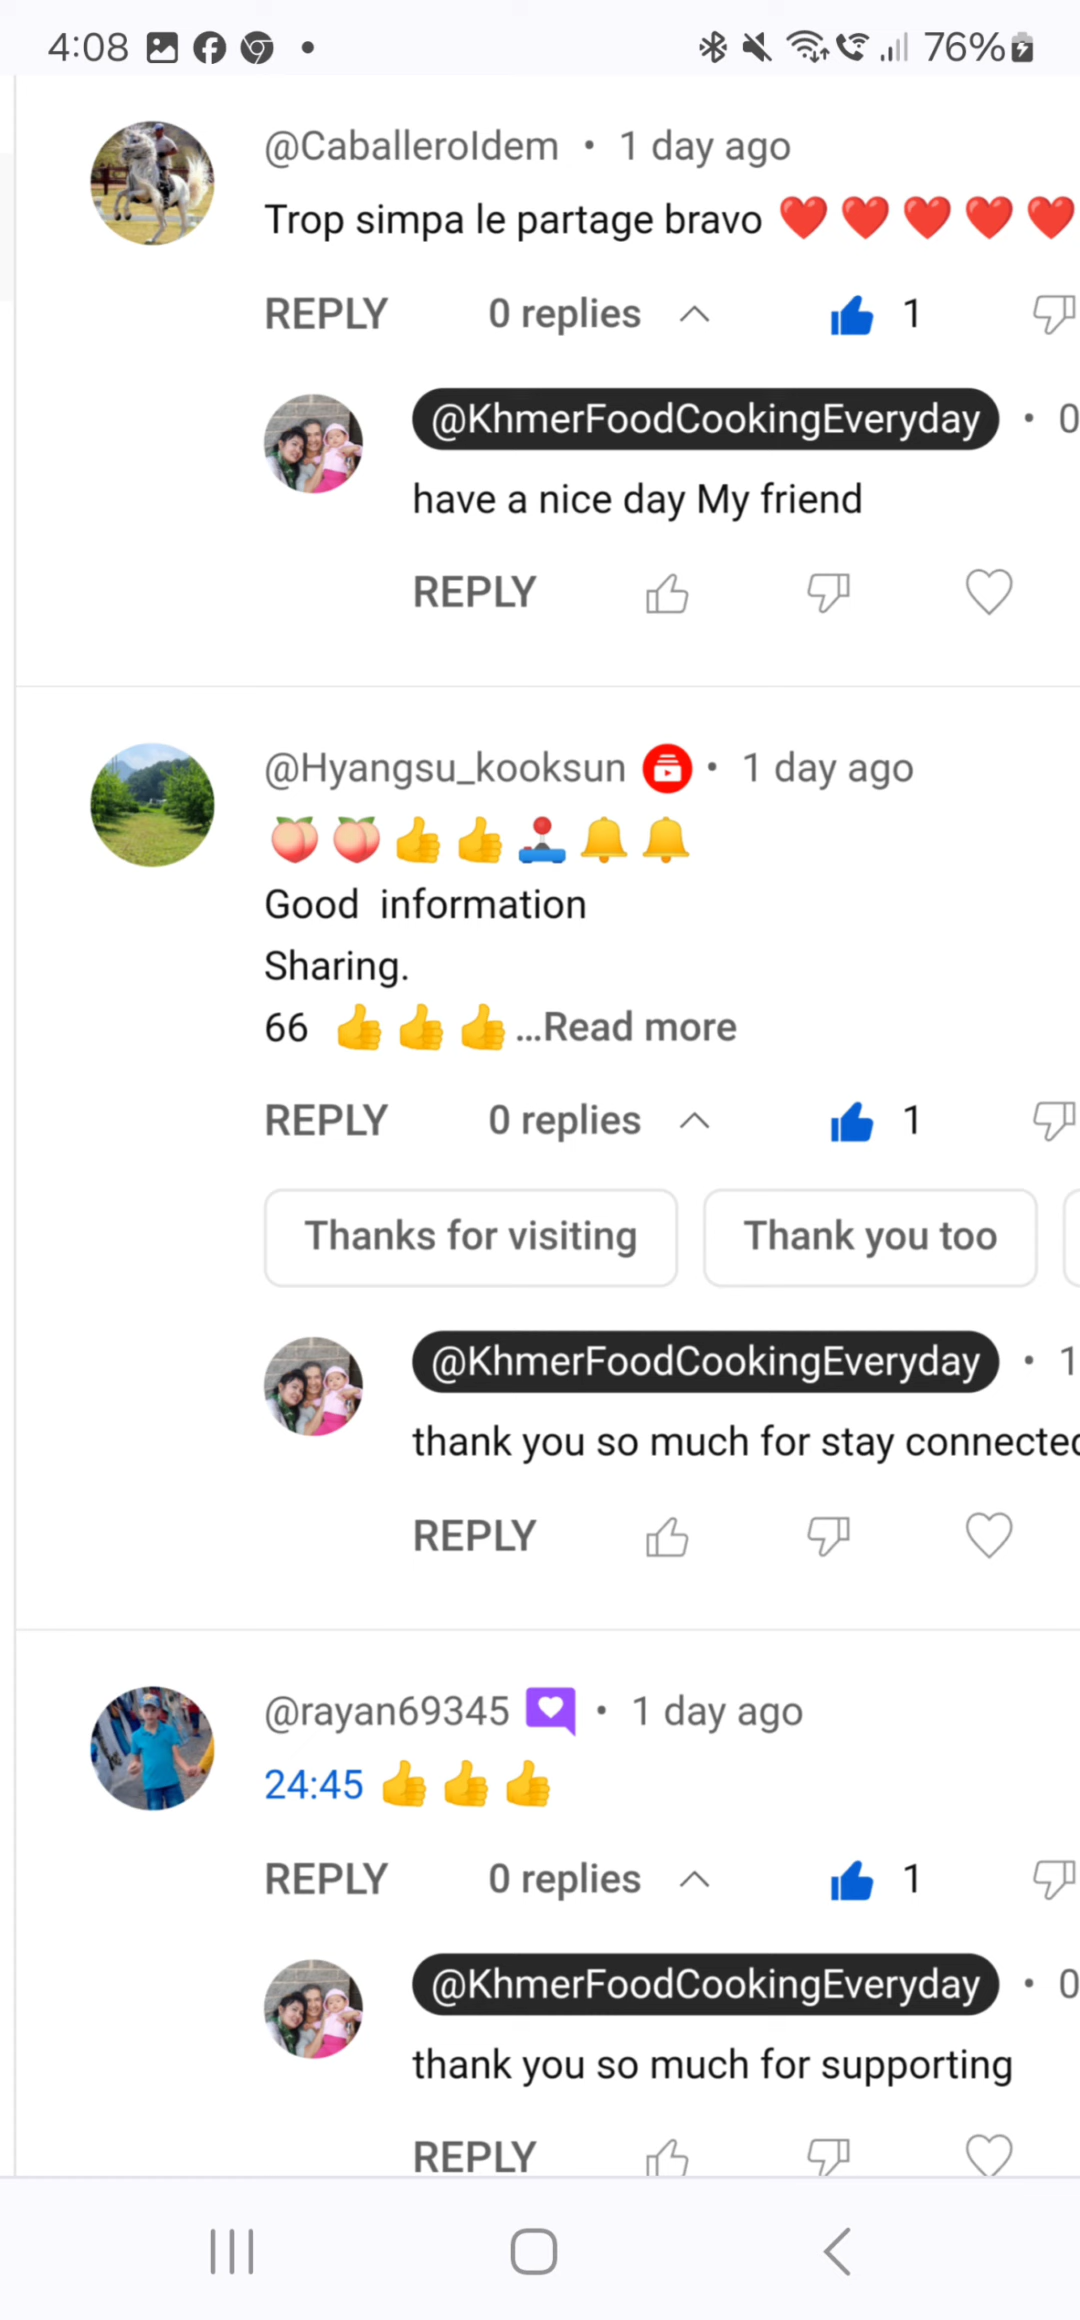 4:08 76%
@CaballeroIdem • 1 day ago
Trop simpa le partage bravo ❤️❤️❤️❤️❤️
REPLY 0 replies 1
@KhmerFoodCookingEveryday • 0
have a nice day My friend
REPLY
@Hyangsu_kooksun • 1 day ago
🍑🍑👍👍🕹️🔔🔔
Good information
Sharing.
66 👍👍👍...Read more
REPLY 0 replies 1
Thanks for visiting Thank you too
@KhmerFoodCookingEveryday • 1
thank you so much for stay connected
REPLY
@rayan69345 • 1 day ago
24:45 👍👍👍
REPLY 0 replies 1
@KhmerFoodCookingEveryday • 0
thank you so much for supporting
REPLY